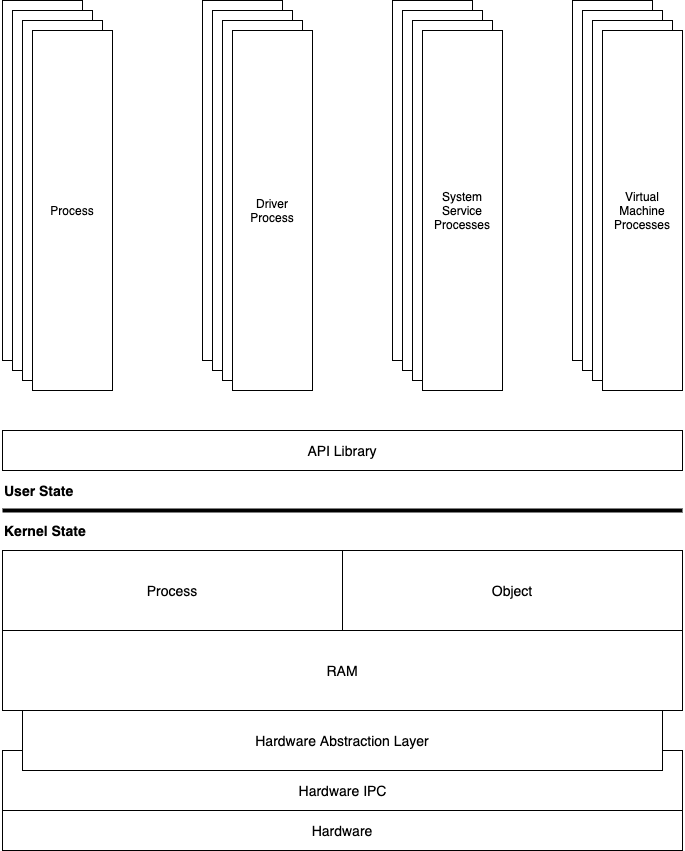 Process
Driver
Process
System
Service
Processes
Virtual
Machine
Processes
API Library
User State
Kernel State
Process
Object
RAM
Hardware Abstraction Layer
Hardware IPC
Hardware